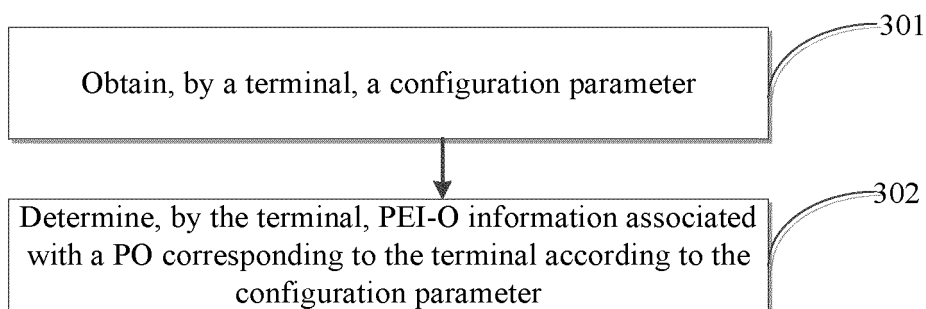 301
Obtain, by a terminal, a configuration parameter
302
Determine, by the terminal, PEI-O information associated
with a PO corresponding to the terminal according to the
configuration parameter